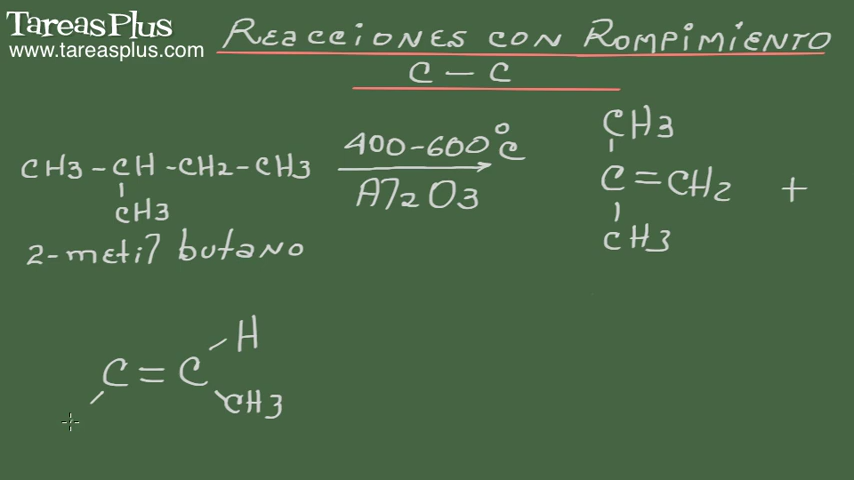 TareasPlus
www.tareasplus.com
REACCIONES CON ROMPIMIENTO
C - C
CH3 - CH - CH2 - CH3
CH3
2-metil butano
400-600°C
Al2O3
CH3
C = CH2 +
CH3
H
C = C
CH3